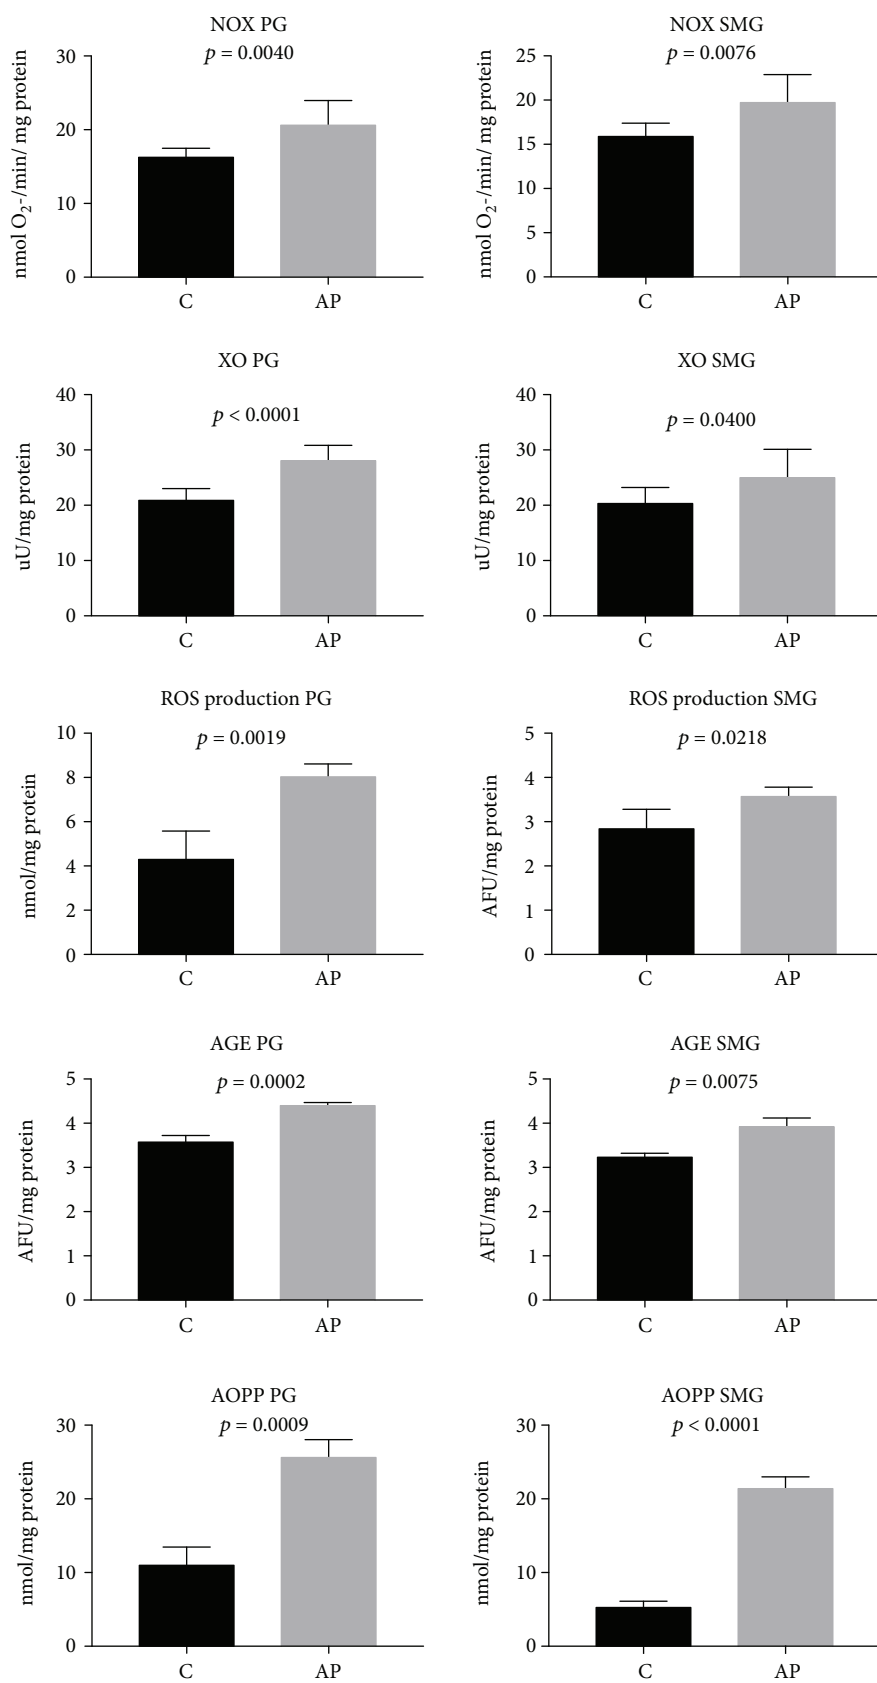 NOX PG
p = 0.0040
nmol O₂-/min/ mg protein
30
20
10
0
C AP
NOX SMG
p = 0.0076
nmol O₂-/min/ mg protein
25
20
15
10
5
0
C AP
XO PG
p < 0.0001
uU/mg protein
40
30
20
10
0
C AP
XO SMG
p = 0.0400
uU/mg protein
40
30
20
10
0
C AP
ROS production PG
p = 0.0019
nmol/mg protein
10
8
6
4
2
0
C AP
ROS production SMG
p = 0.0218
AFU/mg protein
5
4
3
2
1
0
C AP
AGE PG
p = 0.0002
AFU/mg protein
5
4
3
2
1
0
C AP
AGE SMG
p = 0.0075
AFU/mg protein
5
4
3
2
1
0
C AP
AOPP PG
p = 0.0009
nmol/mg protein
30
20
10
0
C AP
AOPP SMG
p < 0.0001
nmol/mg protein
30
20
10
0
C AP